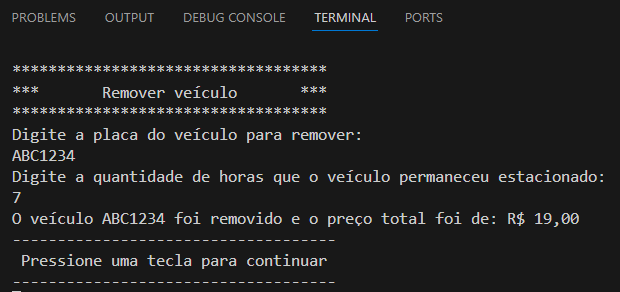 PROBLEMS OUTPUT DEBUG CONSOLE TERMINAL PORTS
***********************************
***       Remover veículo       ***
***********************************
Digite a placa do veículo para remover:
ABC1234
Digite a quantidade de horas que o veículo permaneceu estacionado:
7
O veículo ABC1234 foi removido e o preço total foi de: R$ 19,00
------------------------------------
Pressione uma tecla para continuar
------------------------------------